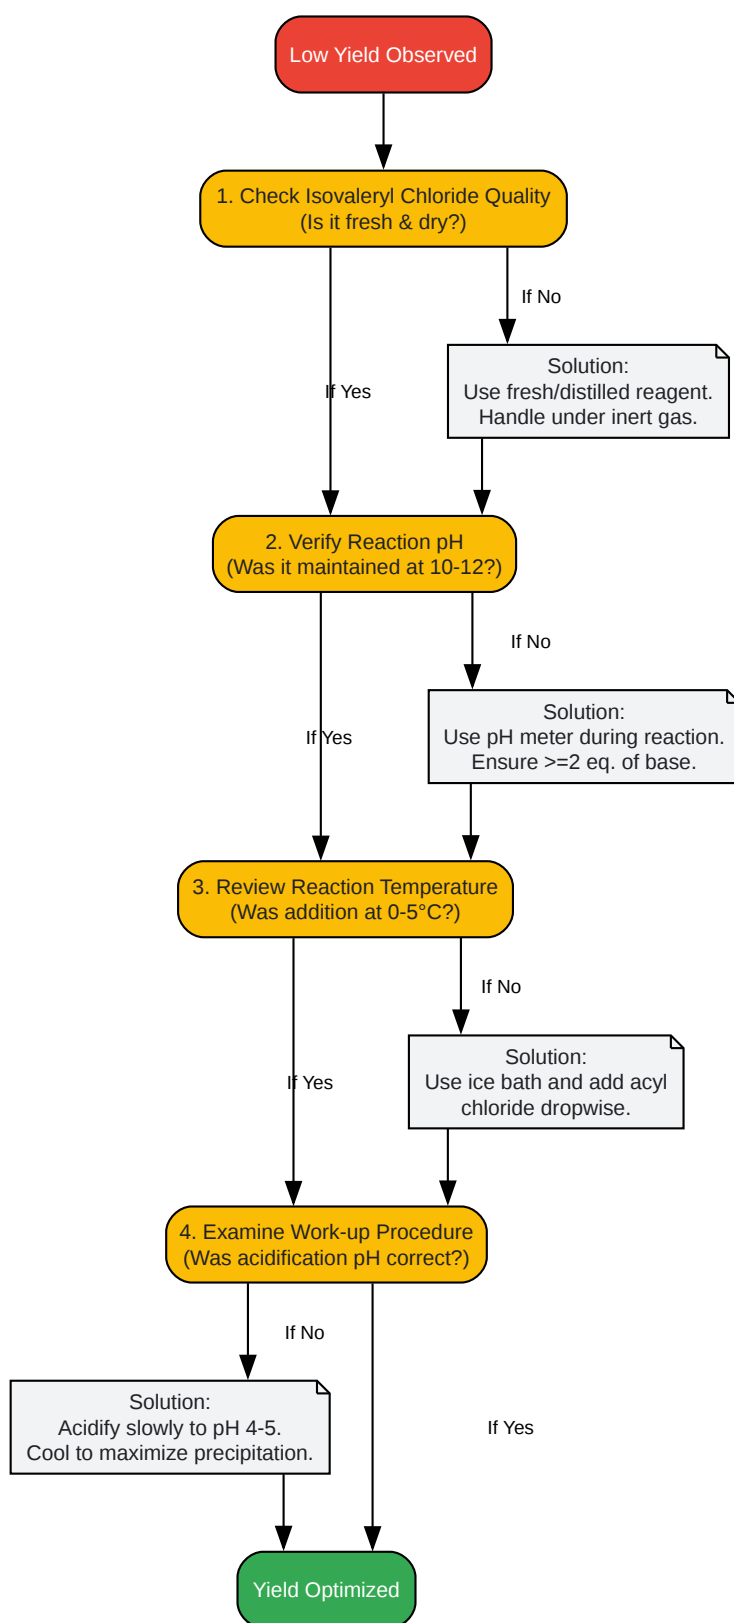 Low Yield Observed
1. Check Isovaleryl Chloride Quality
(Is it fresh & dry?)
If No
Solution:
Use fresh/distilled reagent.
Handle under inert gas.
If Yes
2. Verify Reaction pH
(Was it maintained at 10-12?)
If No
Solution:
Use pH meter during reaction.
Ensure >=2 eq. of base.
If Yes
3. Review Reaction Temperature
(Was addition at 0-5°C?)
If No
Solution:
Use ice bath and add acyl
chloride dropwise.
If Yes
4. Examine Work-up Procedure
(Was acidification pH correct?)
If No
Solution:
Acidify slowly to pH 4-5.
Cool to maximize precipitation.
If Yes
Yield Optimized